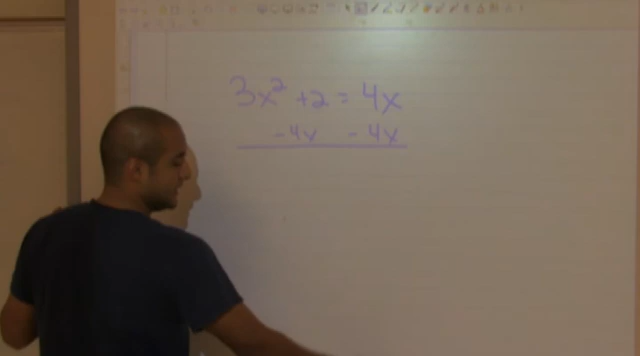 3x² + 2 = 4x
- 4x - 4x